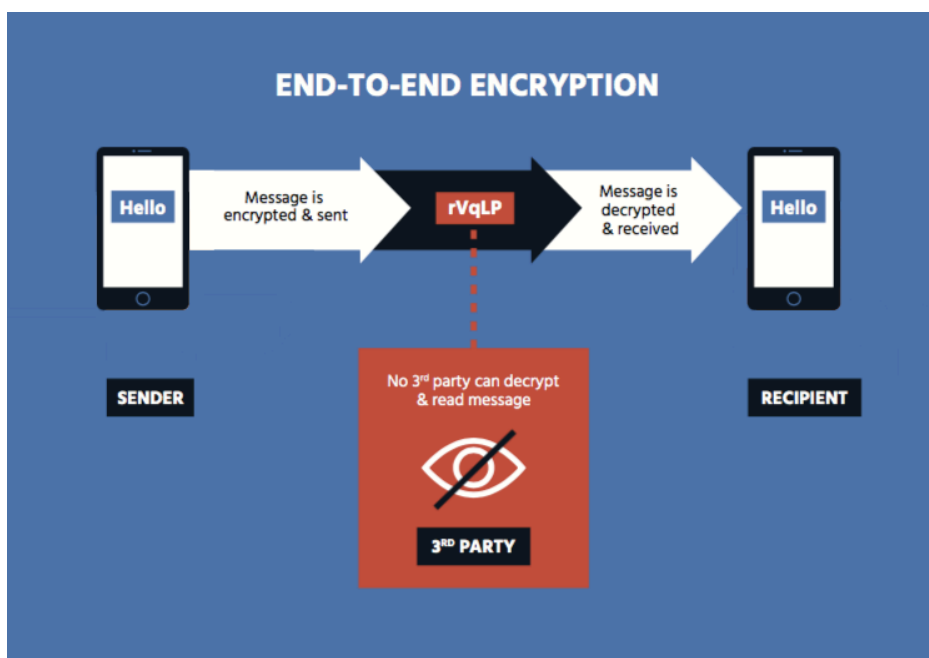 END-TO-END ENCRYPTION
Hello
Message is
encrypted & sent
rVqLP
Message is
decrypted
& received
Hello
SENDER
No 3rd party can decrypt
& read message
3RD PARTY
RECIPIENT